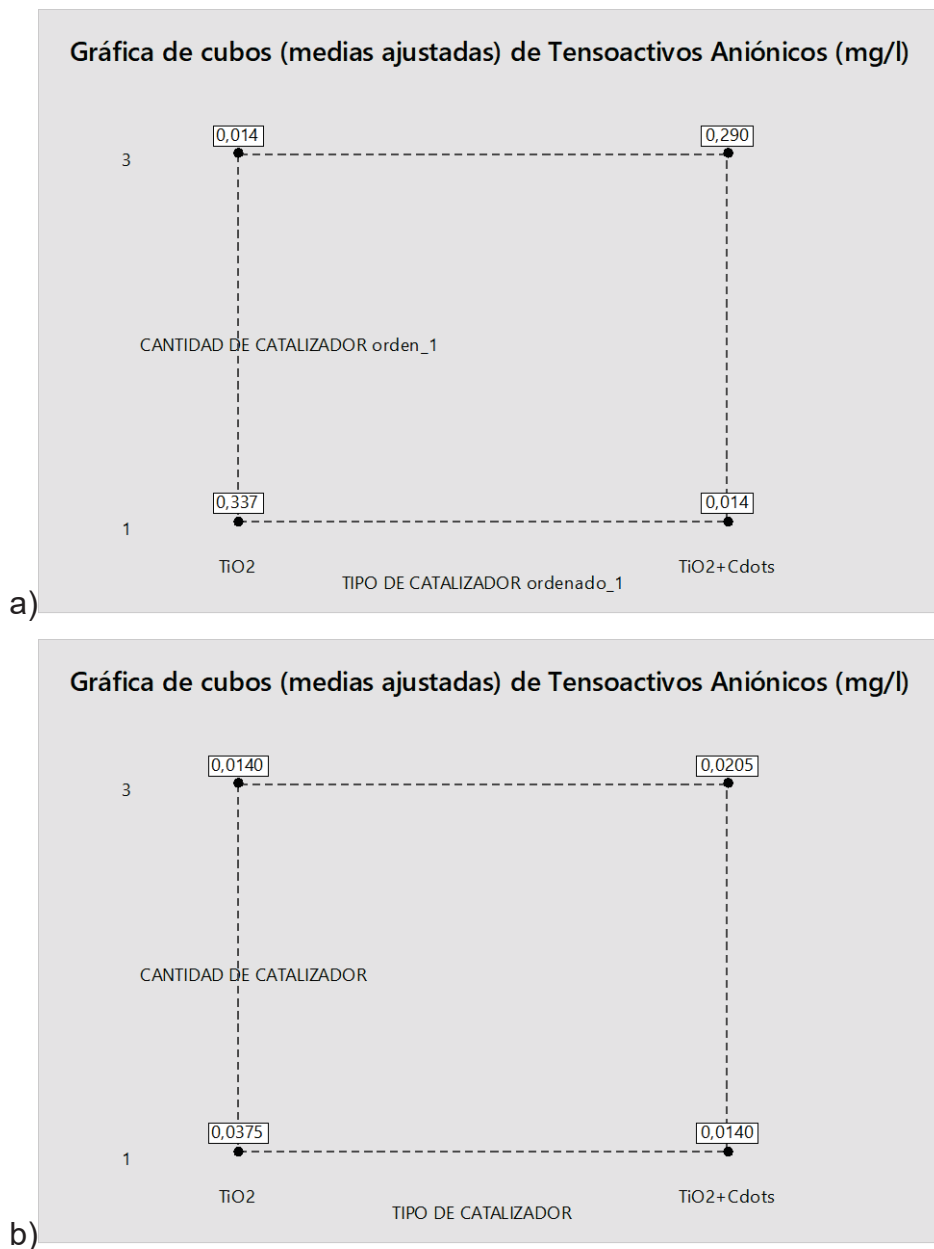 Gráfica de cubos (medias ajustadas) de Tensoactivos Aniónicos (mg/l)
0,014 0,290
3
CANTIDAD DE CATALIZADOR orden_1
0,337 0,014
1
TiO2 TiO2+Cdots
TIPO DE CATALIZADOR ordenado_1
a)
Gráfica de cubos (medias ajustadas) de Tensoactivos Aniónicos (mg/l)
0,0140 0,0205
3
CANTIDAD DE CATALIZADOR
0,0375 0,0140
1
TiO2 TiO2+Cdots
TIPO DE CATALIZADOR
b)